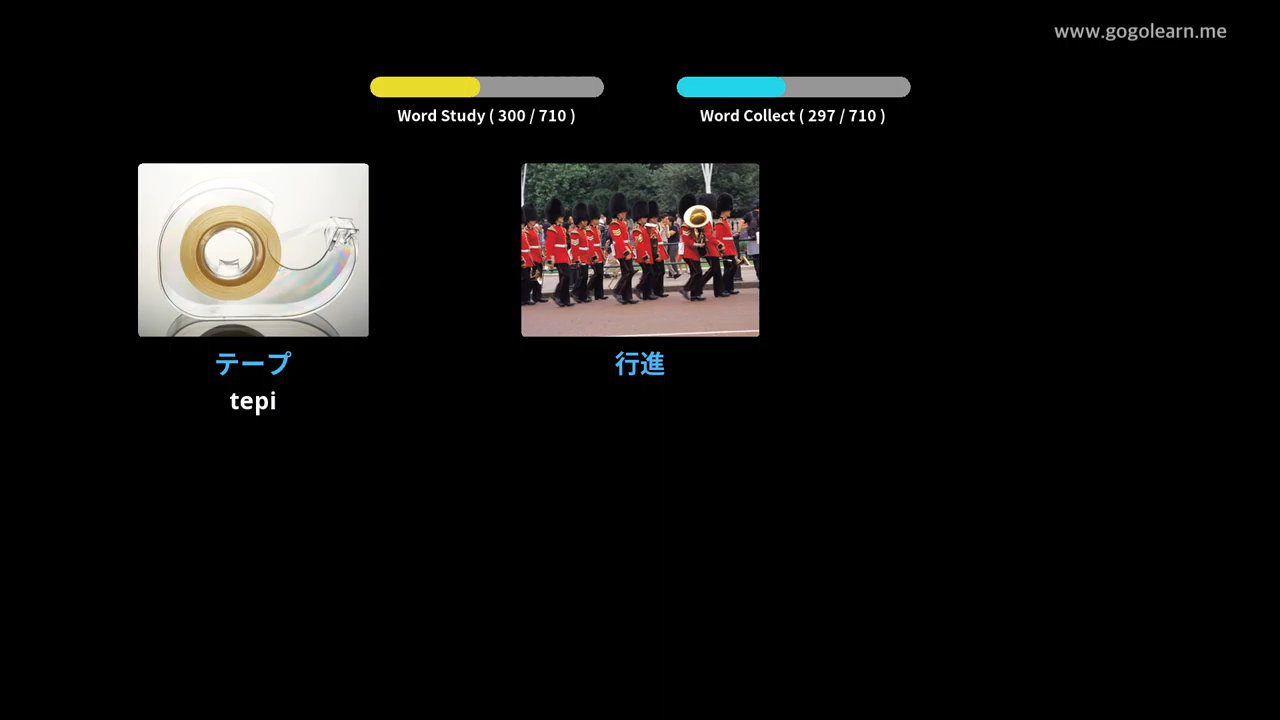 www.gogolearn.me
Word Study ( 300 / 710 )
Word Collect ( 297 / 710 )
テープ
tepi
行進